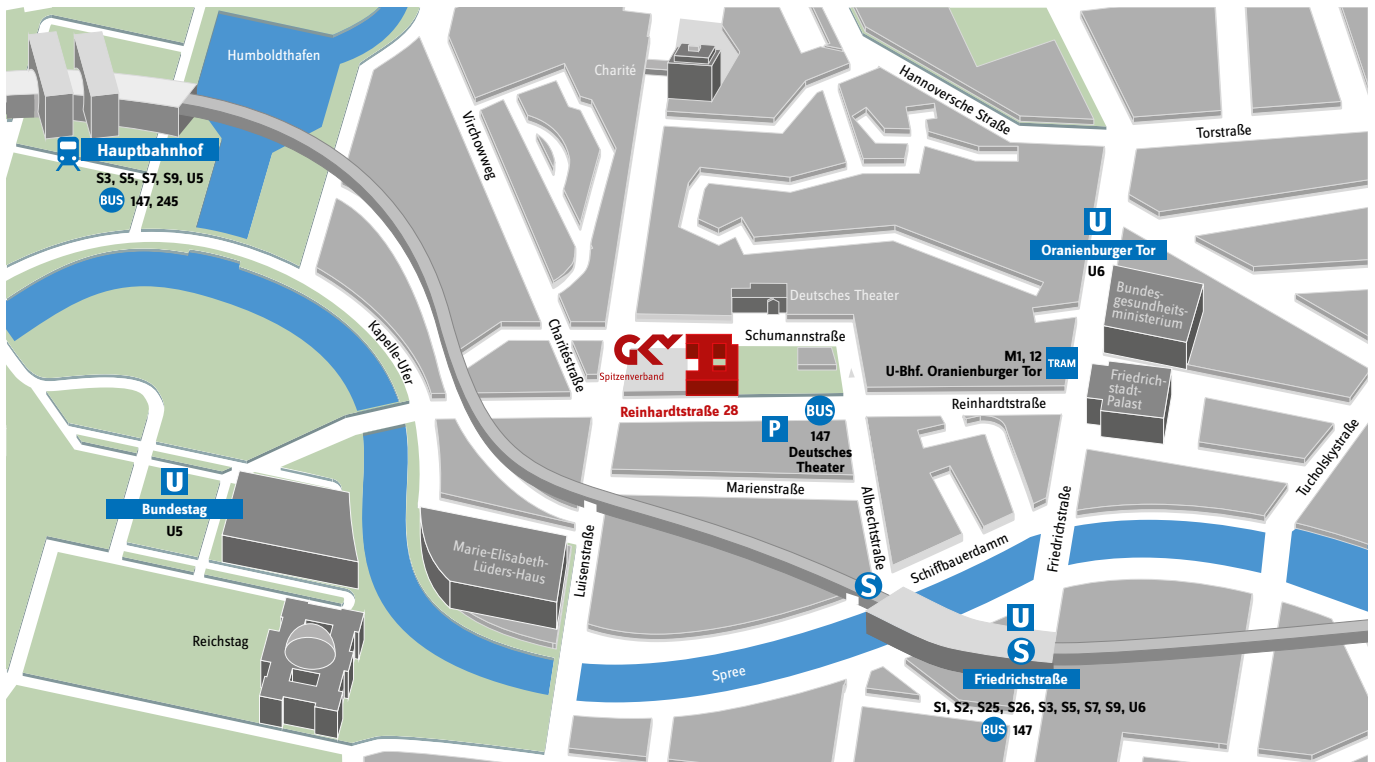 Humboldthafen
Charité
Hannoversche Straße
Torstraße
Virchowweg
Hauptbahnhof
S3, S5, S7, S9, U5
BUS 147, 245
U
Oranienburger Tor
U6
Bundes-
gesundheits-
ministerium
Deutsches Theater
Schumannstraße
GKV
Spitzenverband
Kapelle-Ufer
Charitéstraße
M1, 12
U-Bhf. Oranienburger Tor
TRAM
Friedrich-
stadt-
Palast
Reinhardtstraße 28
Reinhardtstraße
P
BUS
147
Deutsches
Theater
Marienstraße
Tucholskystraße
U
Bundestag
U5
Albrechtstraße
Friedrichstraße
Luisenstraße
Schiffbauerdamm
Marie-Elisabeth-
Lüders-Haus
S
Reichstag
Spree
U
S
Friedrichstraße
S1, S2, S25, S26, S3, S5, S7, S9, U6
BUS 147